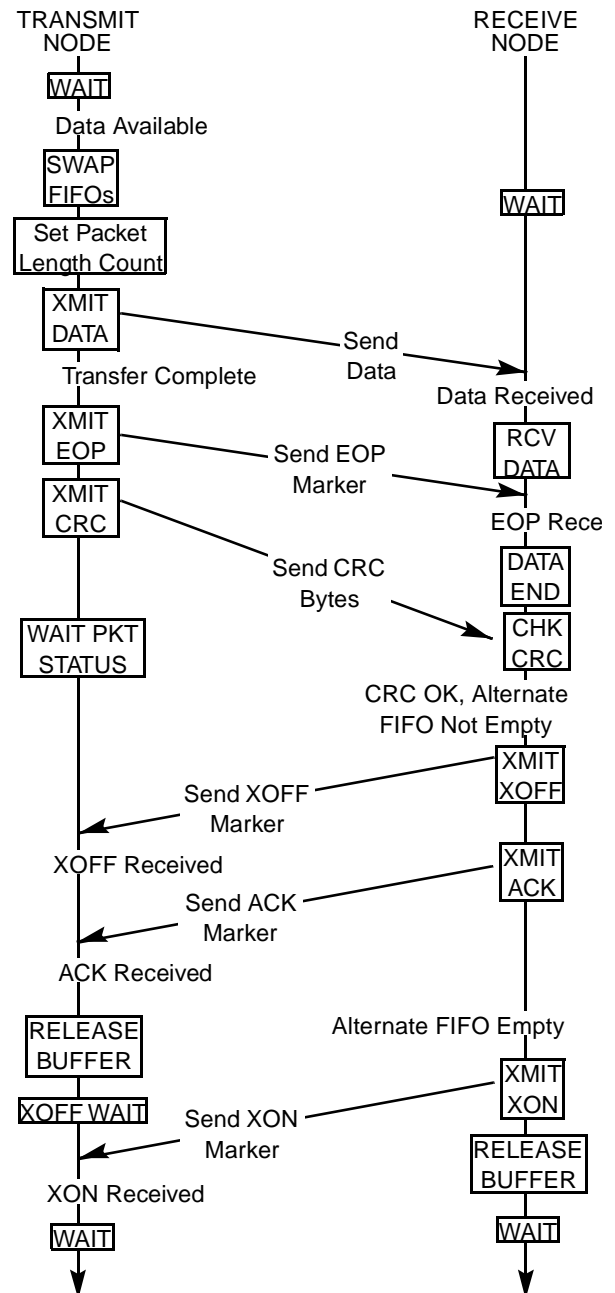 TRANSMIT
NODE
RECEIVE
NODE
WAIT
Data Available
SWAP
FIFOs
WAIT
Set Packet
Length Count
XMIT
DATA
Send
Data
Transfer Complete
Data Received
XMIT
EOP
Send EOP
Marker
RCV
DATA
XMIT
CRC
EOP Rece
Send CRC
Bytes
DATA
END
WAIT PKT
STATUS
CHK
CRC
CRC OK, Alternate
FIFO Not Empty
XMIT
XOFF
Send XOFF
Marker
XOFF Received
XMIT
ACK
Send ACK
Marker
ACK Received
RELEASE
BUFFER
Alternate FIFO Empty
XMIT
XON
XOFF WAIT
Send XON
Marker
RELEASE
BUFFER
XON Received
WAIT
WAIT